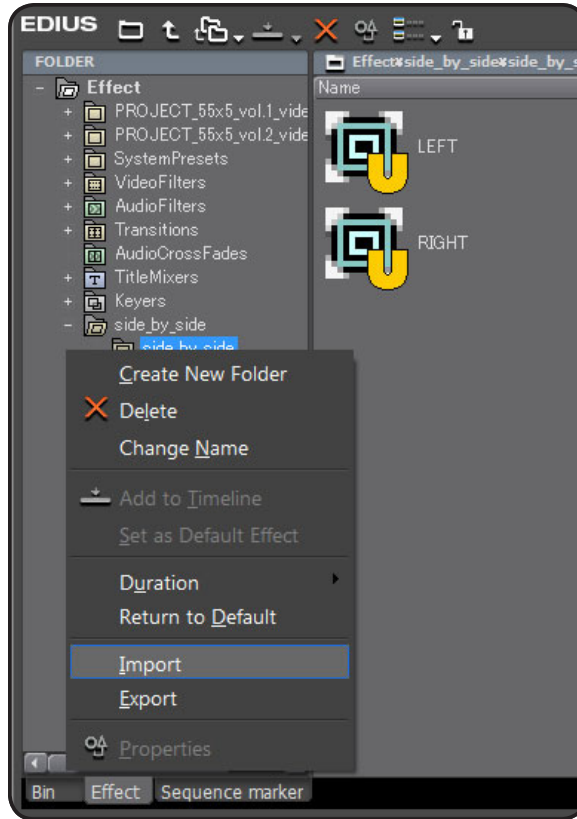 EDIUS
FOLDER
Effect¥side_by_side¥side_by_s
Name
Effect
PROJECT_55x5_vol.1_vide
PROJECT_55x5_vol.2_vide
SystemPresets
VideoFilters
AudioFilters
Transitions
AudioCrossFades
TitleMixers
Keyers
side_by_side
side_by_side
LEFT
RIGHT
Create New Folder
Delete
Change Name
Add to Timeline
Set as Default Effect
Duration
Return to Default
Import
Export
Properties
Bin Effect Sequence marker